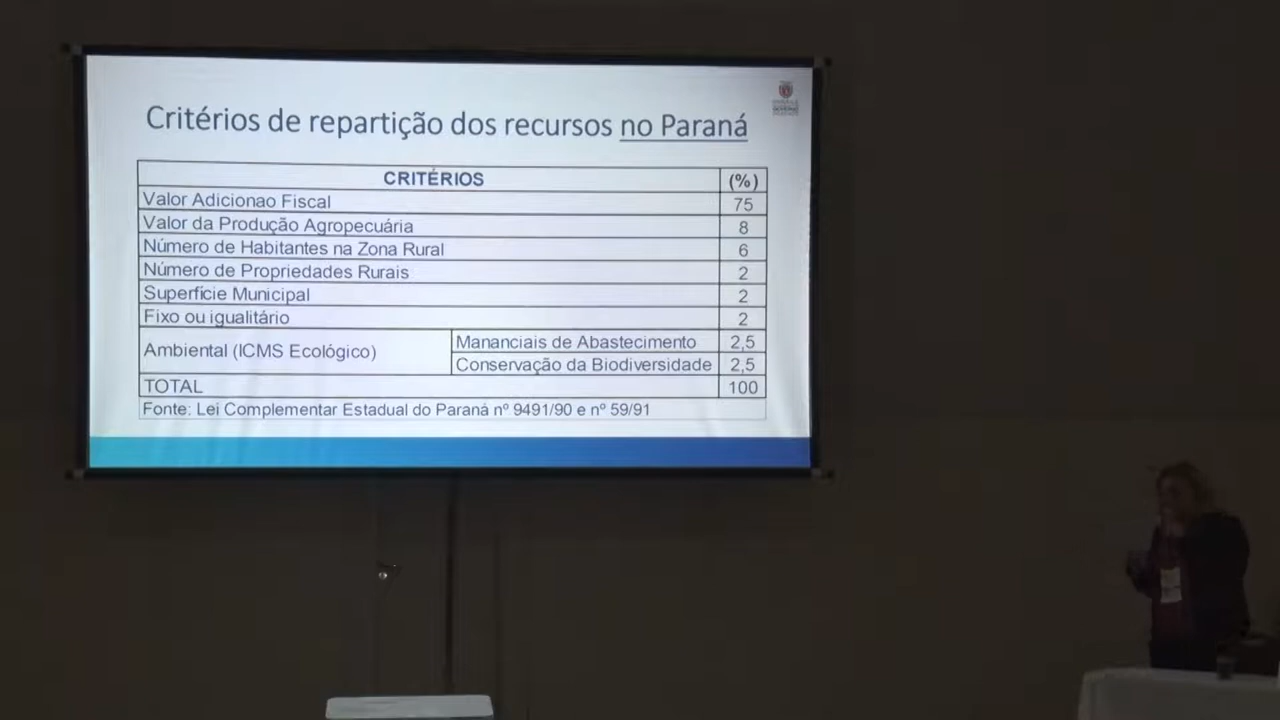 Critérios de repartição dos recursos no Paraná
CRITÉRIOS (%)
Valor Adicionao Fiscal 75
Valor da Produção Agropecuária 8
Número de Habitantes na Zona Rural 6
Número de Propriedades Rurais 2
Superfície Municipal 2
Fixo ou igualitário 2
Ambiental (ICMS Ecológico)
Mananciais de Abastecimento 2,5
Conservação da Biodiversidade 2,5
TOTAL 100
Fonte: Lei Complementar Estadual do Paraná nº 9491/90 e nº 59/91